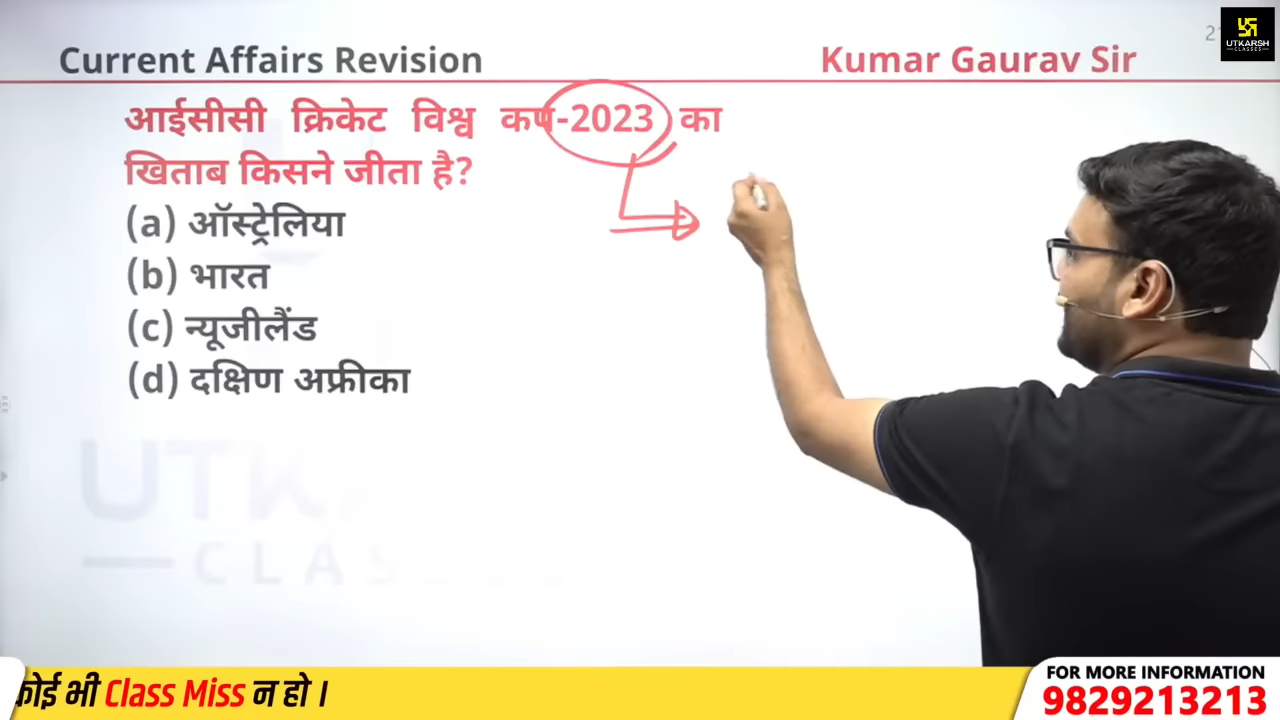 UTKARSH
CLASSES
Current Affairs Revision
Kumar Gaurav Sir
आईसीसी क्रिकेट विश्व कप-2023 का
खिताब किसने जीता है?
(a) ऑस्ट्रेलिया
(b) भारत
(c) न्यूजीलैंड
(d) दक्षिण अफ्रीका
कोई भी Class Miss न हो ।
FOR MORE INFORMATION
9829213213